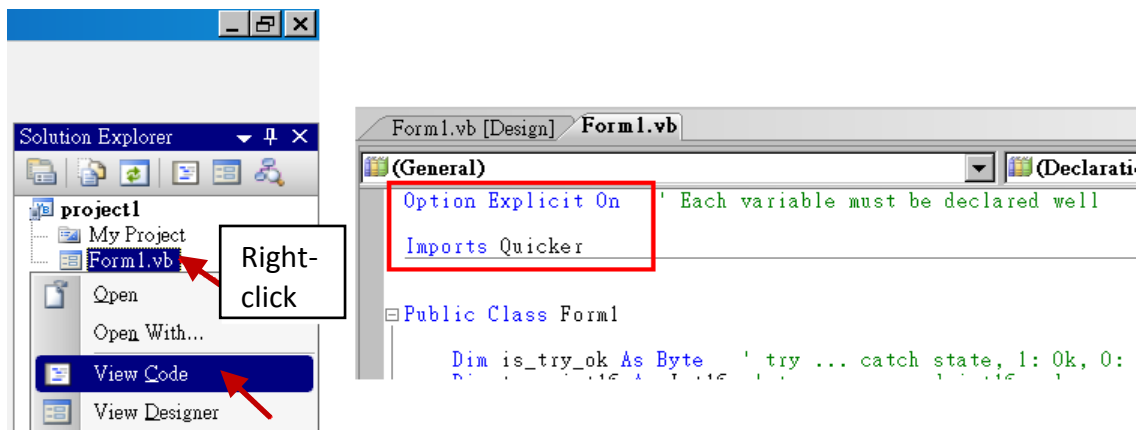 Solution Explorer
project1
My Project
Form1.vb
Right-
click
Open
Open With...
View Code
View Designer
Form1.vb [Design] Form1.vb
(General) (Declarati
Option Explicit On ' Each variable must be declared well
Imports Quicker
Public Class Form1
Dim is_try_ok As Byte ' try ... catch state, 1: Ok, 0: